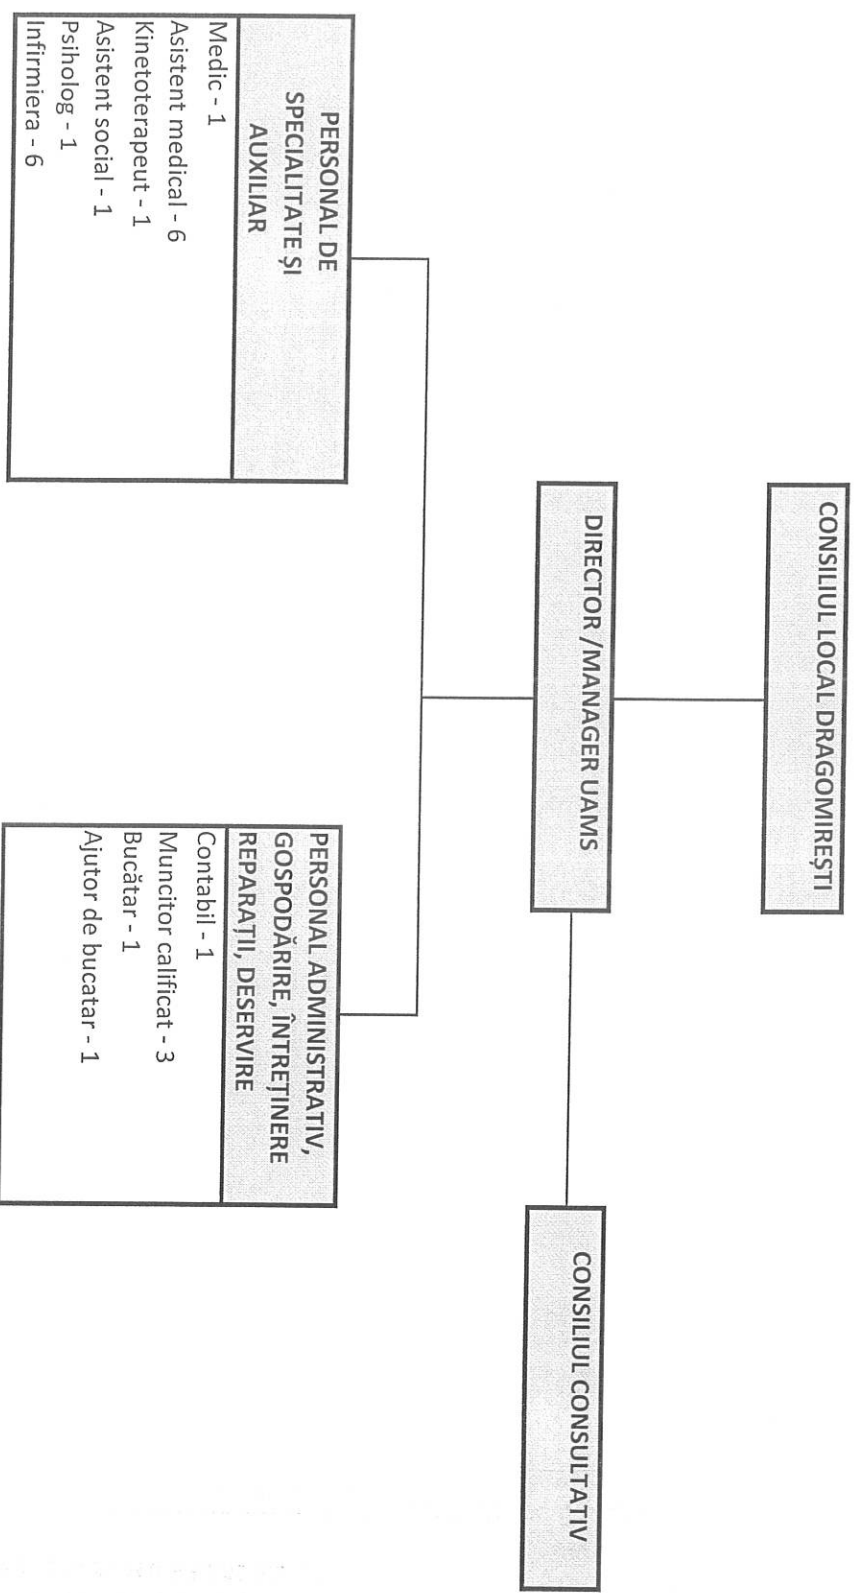 CONSILIUL LOCAL DRAGOMIREȘTI
DIRECTOR /MANAGER UAMS
CONSILIUL CONSULTATIV
PERSONAL DE
SPECIALITATE ȘI
AUXILIAR
Medic - 1
Asistent medical - 6
Kinetoterapeut - 1
Asistent social - 1
Psiholog - 1
Infirmiera - 6
PERSONAL ADMINISTRATIV,
GOSPODĂRIRE, ÎNTREȚINERE
REPARAȚII, DESERVIRE
Contabil - 1
Muncitor calificat - 3
Bucătar - 1
Ajutor de bucatar - 1